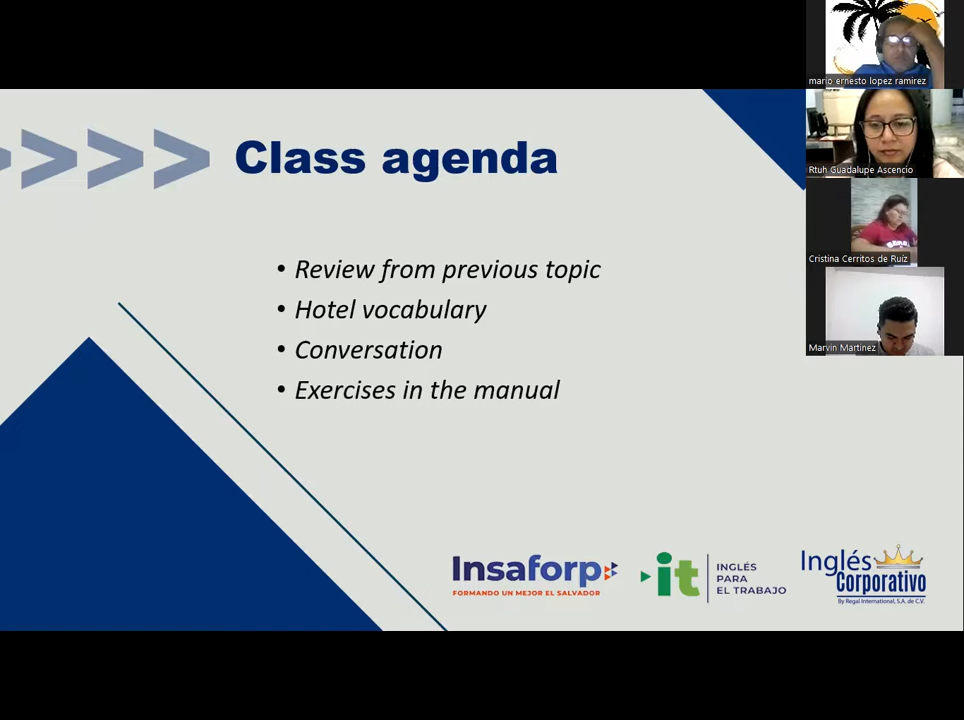 Class agenda
• Review from previous topic
• Hotel vocabulary
• Conversation
• Exercises in the manual
Insaforp
FORMANDO UN MEJOR EL SALVADOR
it
INGLÉS
PARA
EL TRABAJO
Inglés
Corporativo
By Regal International, S.A. de C.V.
mario ernesto lopez ramirez
Rtuh Guadalupe Ascencio
Cristina Cerritos de Ruíz
Marvin Martinez